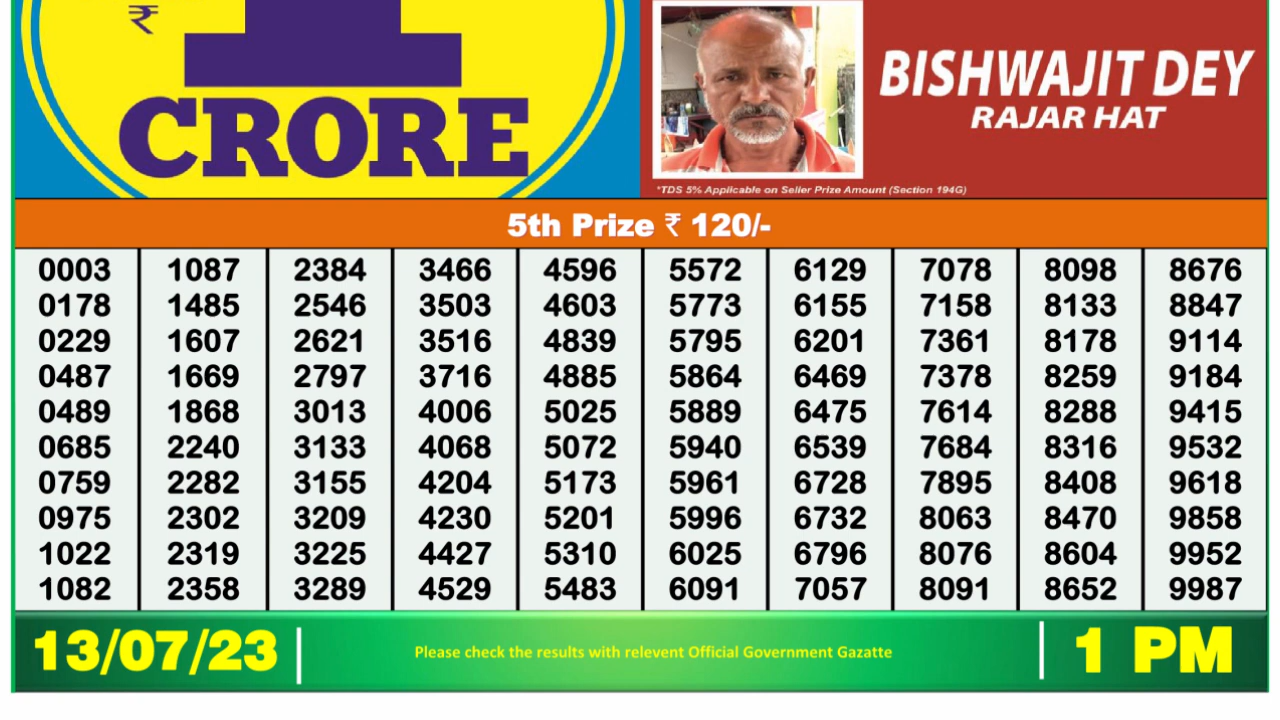 ₹
1
CRORE
BISHWAJIT DEY
RAJAR HAT
*TDS 5% Applicable on Seller Prize Amount (Section 194G)
5th Prize ₹ 120/-
0003 1087 2384 3466 4596 5572 6129 7078 8098 8676
0178 1485 2546 3503 4603 5773 6155 7158 8133 8847
0229 1607 2621 3516 4839 5795 6201 7361 8178 9114
0487 1669 2797 3716 4885 5864 6469 7378 8259 9184
0489 1868 3013 4006 5025 5889 6475 7614 8288 9415
0685 2240 3133 4068 5072 5940 6539 7684 8316 9532
0759 2282 3155 4204 5173 5961 6728 7895 8408 9618
0975 2302 3209 4230 5201 5996 6732 8063 8470 9858
1022 2319 3225 4427 5310 6025 6796 8076 8604 9952
1082 2358 3289 4529 5483 6091 7057 8091 8652 9987
13/07/23
Please check the results with relevent Official Government Gazatte
1 PM